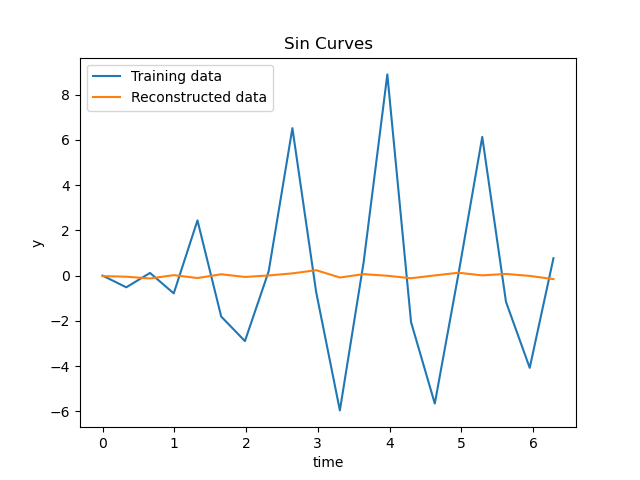 Sin Curves
Training data
Reconstructed data
y
8
6
4
2
0
−2
−4
−6
0 1 2 3 4 5 6
time